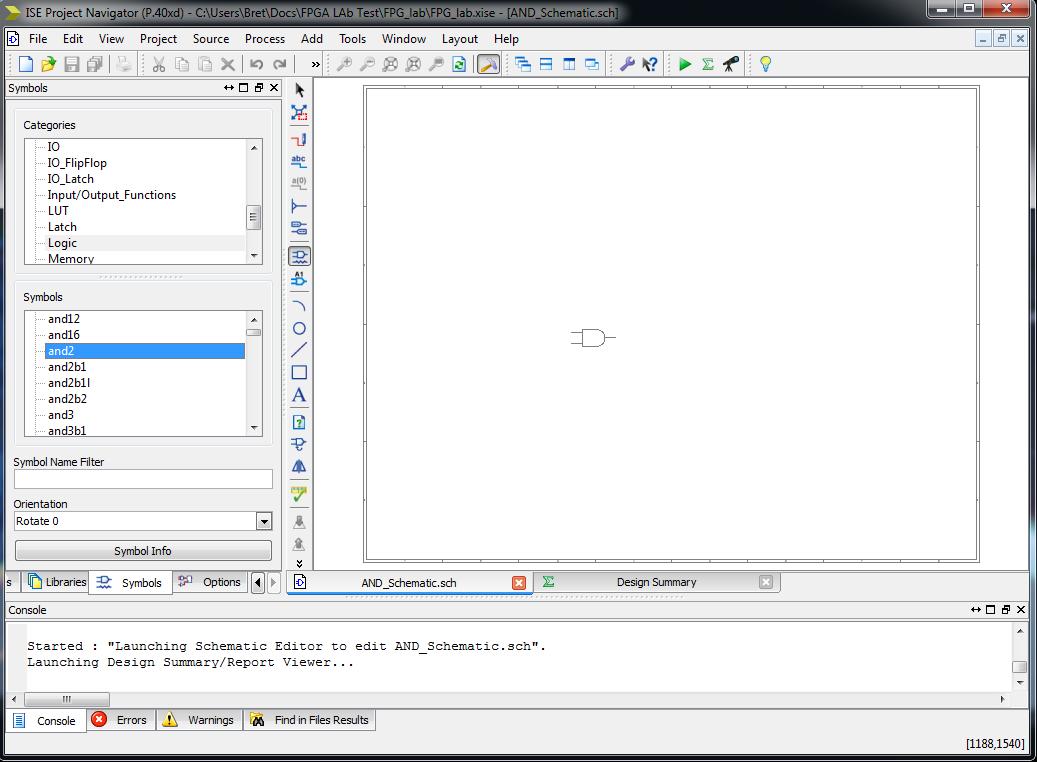 ISE Project Navigator (P.40xd) - C:\Users\Bret\Docs\FPGA LAb Test\FPG_lab\FPG_lab.xise - [AND_Schematic.sch]
File Edit View Project Source Process Add Tools Window Layout Help
Symbols
Categories
IO
IO_FlipFlop
IO_Latch
Input/Output_Functions
LUT
Latch
Logic
Memory
Symbols
and12
and16
and2
and2b1
and2b1l
and2b2
and3
and3b1
Symbol Name Filter
Orientation
Rotate 0
Symbol Info
abc
a(0)
A1
A
s Libraries Symbols Options
AND_Schematic.sch Design Summary
Console
Started : "Launching Schematic Editor to edit AND_Schematic.sch".
Launching Design Summary/Report Viewer...
Console Errors Warnings Find in Files Results
[1188,1540]